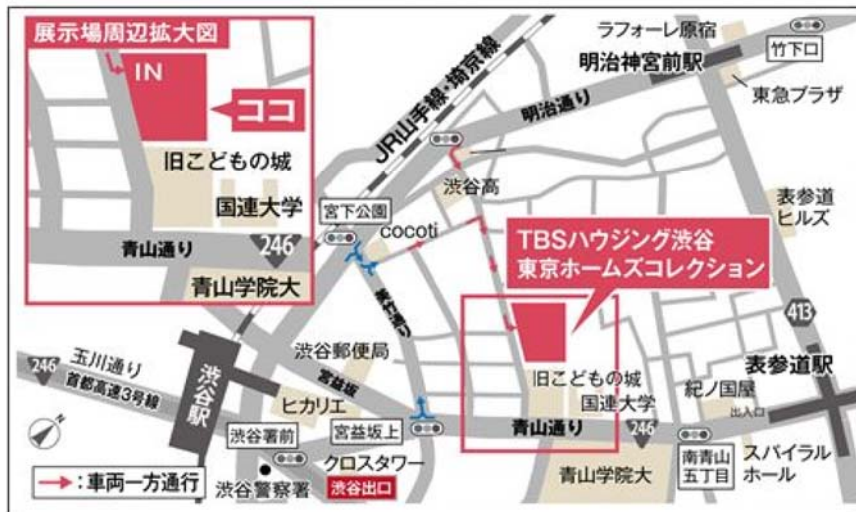 展示場周辺拡大図
IN
ココ
旧こどもの城
国連大学
青山通り
246
青山学院大
JR山手線・埼京線
ラフォーレ原宿
明治神宮前駅
竹下口
東急プラザ
明治通り
渋谷高
宮下公園
cocoti
表参道
ヒルズ
TBSハウジング渋谷
東京ホームズコレクション
413
美竹通り
表参道駅
246
玉川通り
首都高速3号線
渋谷駅
渋谷郵便局
宮益坂
ヒカリエ
旧こどもの城
国連大学
紀ノ国屋
出入口
N
渋谷署前
宮益坂上
青山通り
246
南青山
五丁目
スパイラル
ホール
青山学院大
クロスタワー
渋谷出口
渋谷警察署
:車両一方通行